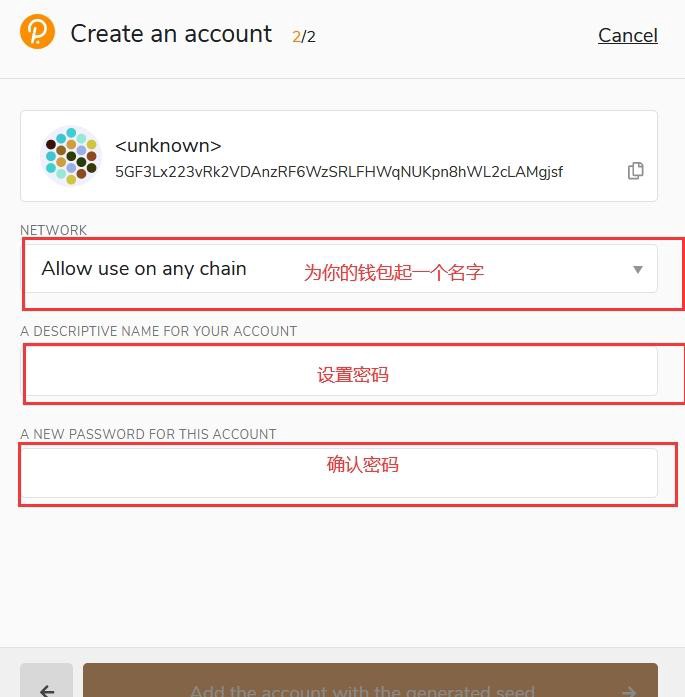 Create an account 2/2 Cancel
<unknown>
5GF3Lx223vRk2VDAnzRF6WzSRLFHWqNUKpn8hWL2cLAMgjsf
NETWORK
Allow use on any chain 为你的钱包起一个名字
A DESCRIPTIVE NAME FOR YOUR ACCOUNT
设置密码
A NEW PASSWORD FOR THIS ACCOUNT
确认密码
Add the account with the generated seed